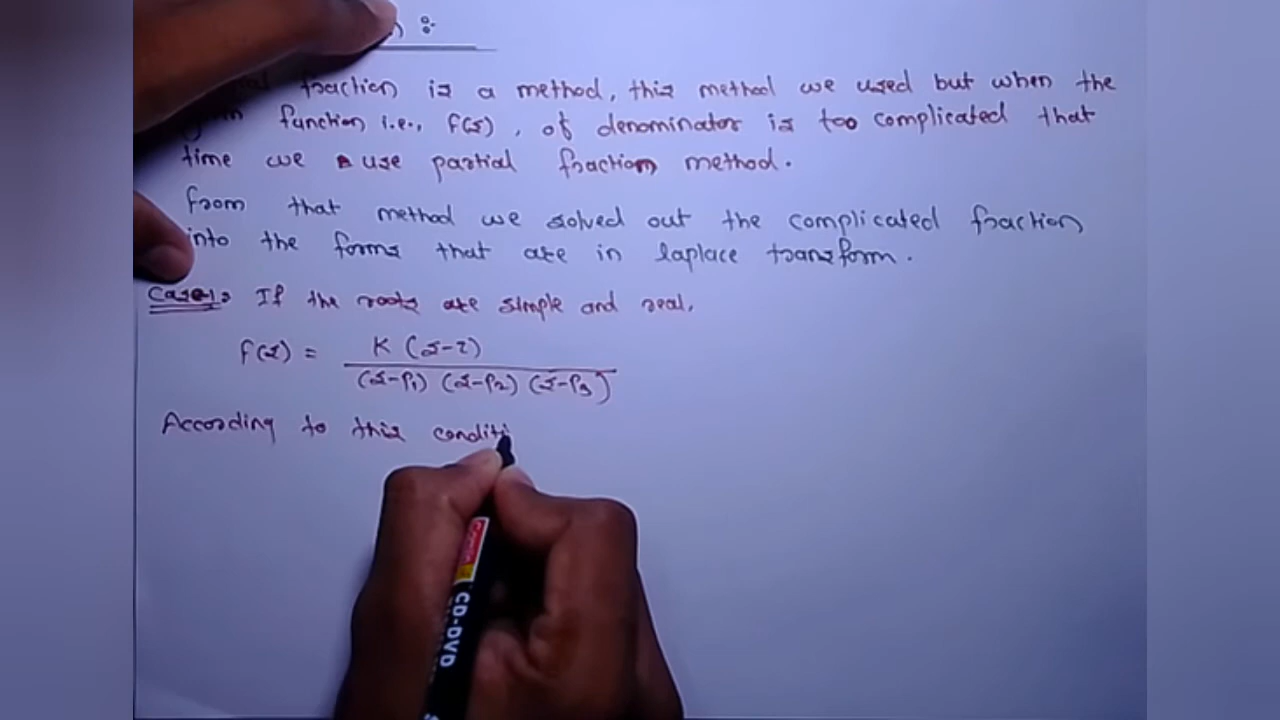 fraction is a method, this method we used but when the
function i.e., F(s), of denominator is too complicated that
time we use partial fraction method.
from that method we solved out the complicated fraction
into the forms that are in laplace transform.
Case1: If the roots are simple and real,
F(s) = K (s-z)
(s-P1) (s-P2) (s-P3)
According to this conditi
CD-DVD